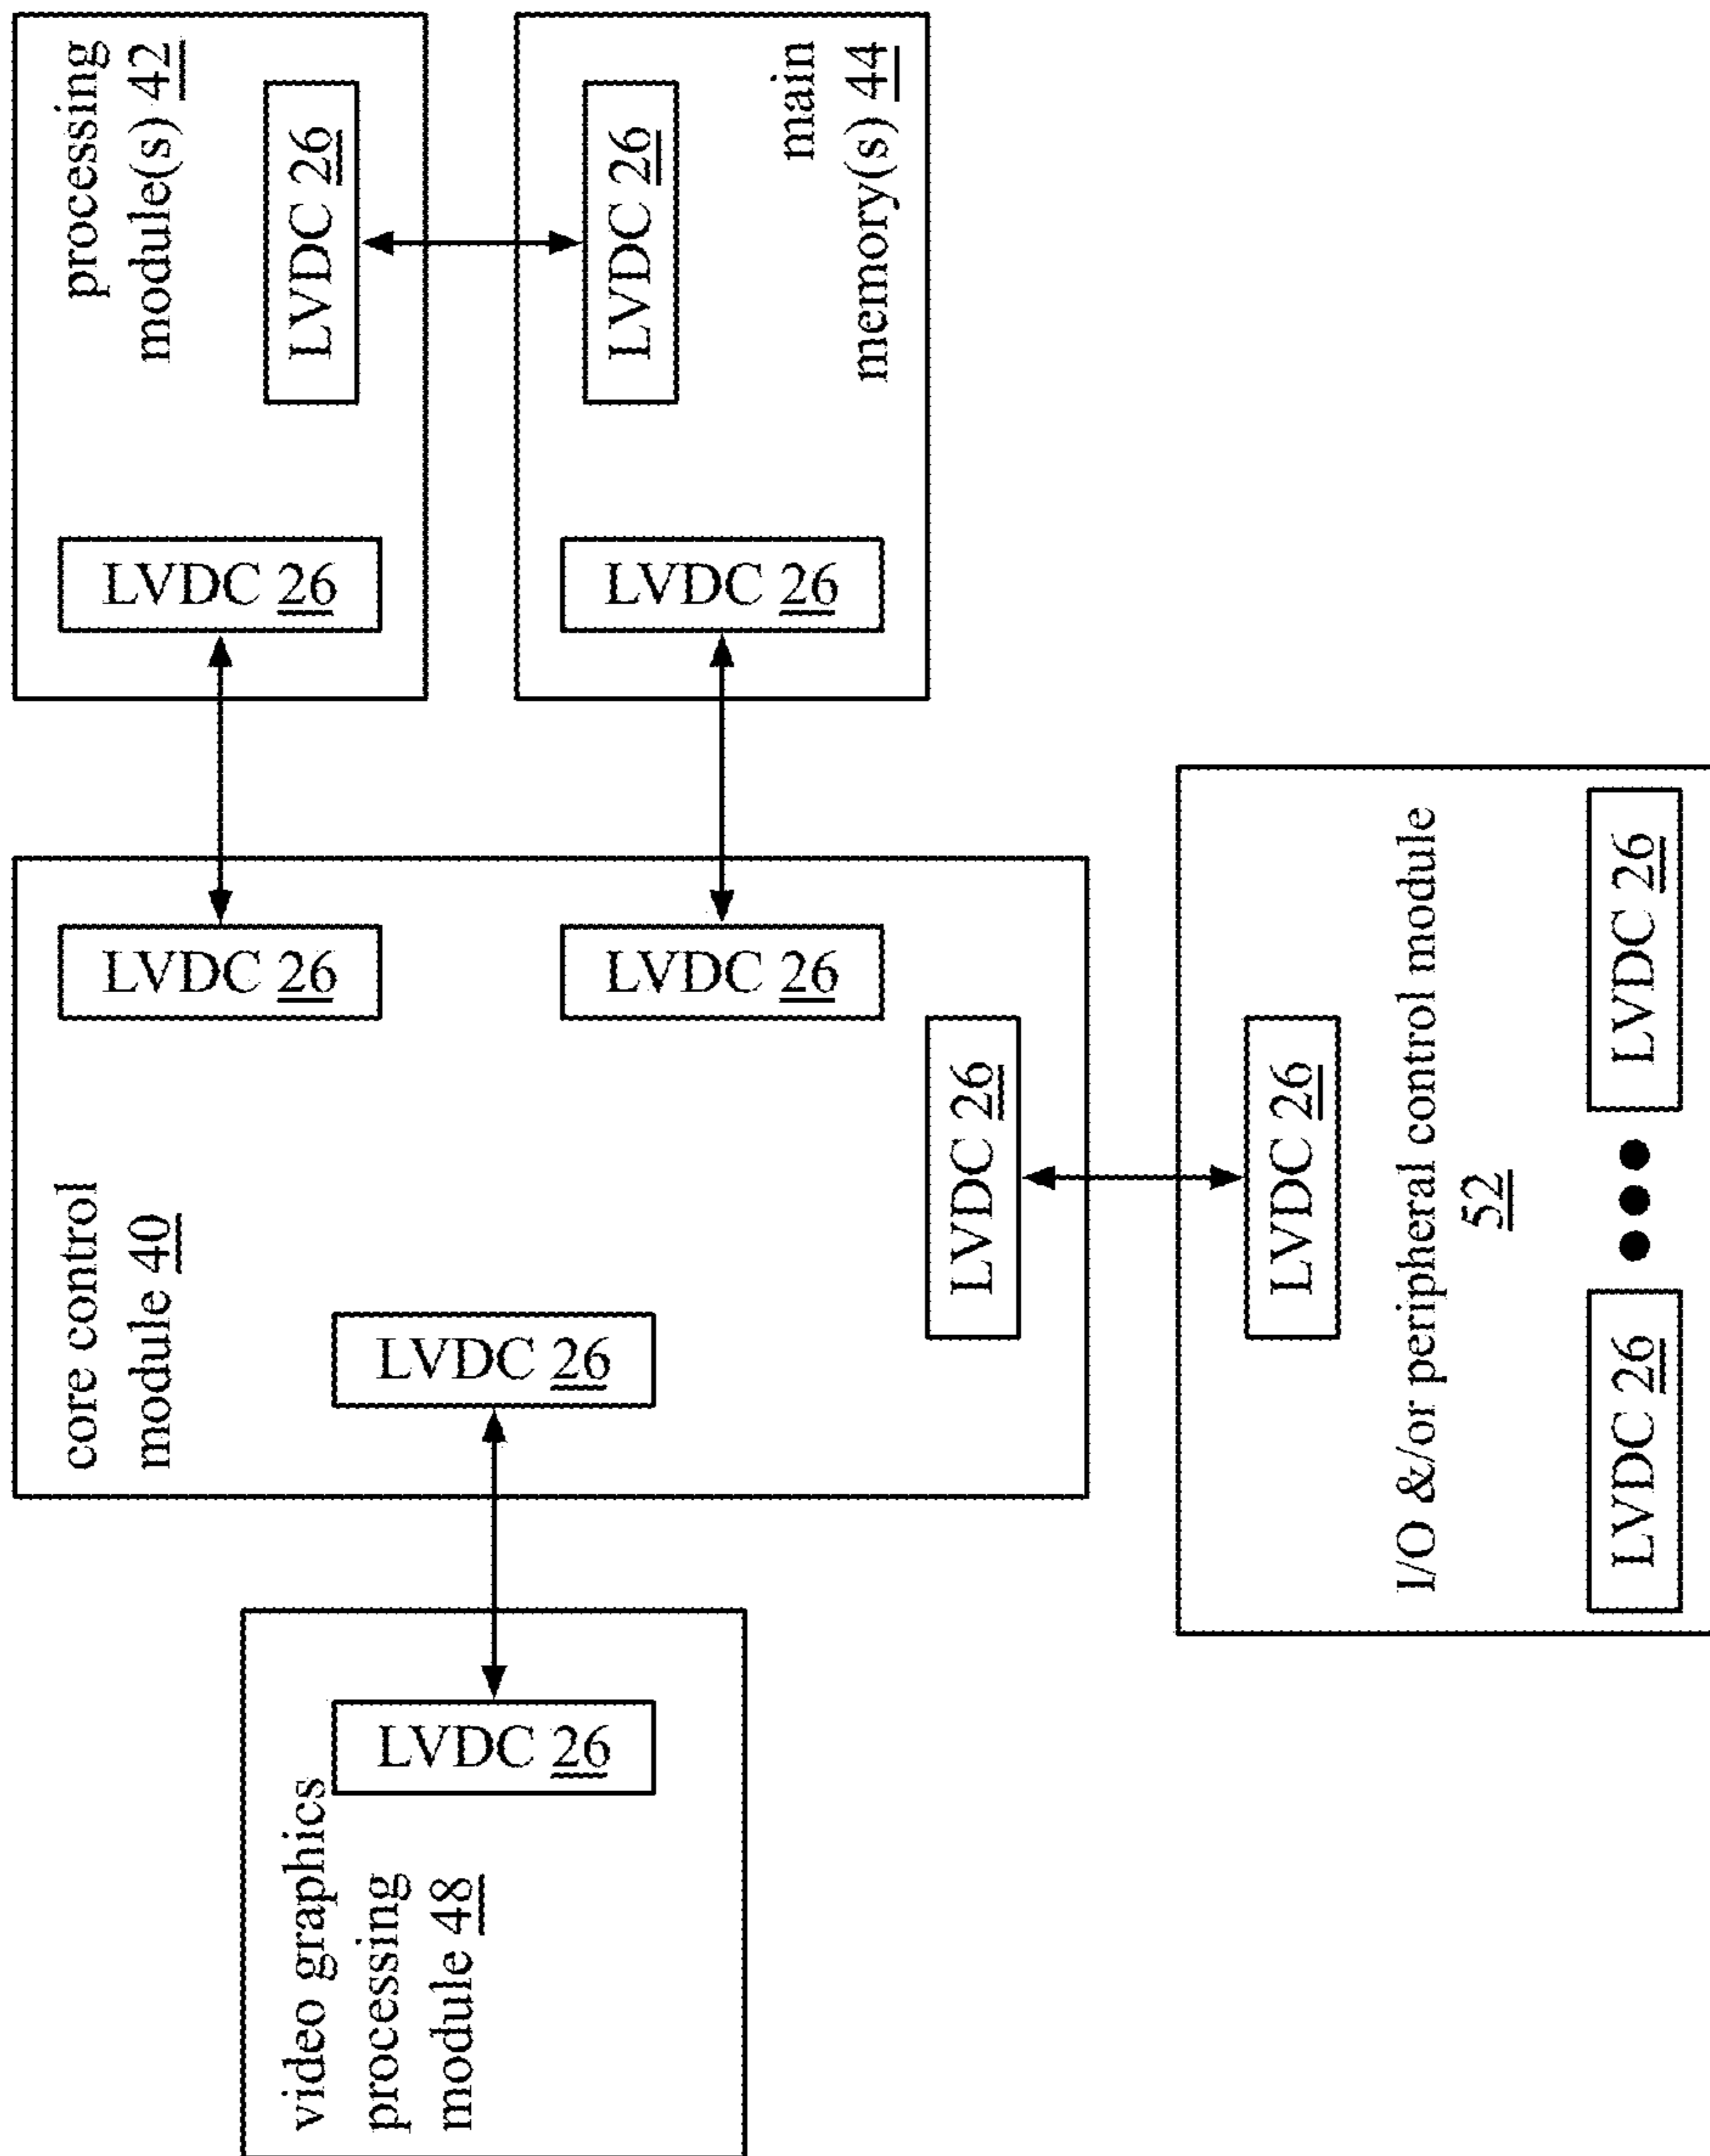 video graphics
processing
module 48
LVDC 26
core control
module 40
LVDC 26
LVDC 26
LVDC 26
LVDC 26
processing
module(s) 42
LVDC 26
LVDC 26
main
memory(s) 44
LVDC 26
LVDC 26
LVDC 26
I/O &/or peripheral control module
52
LVDC 26
LVDC 26